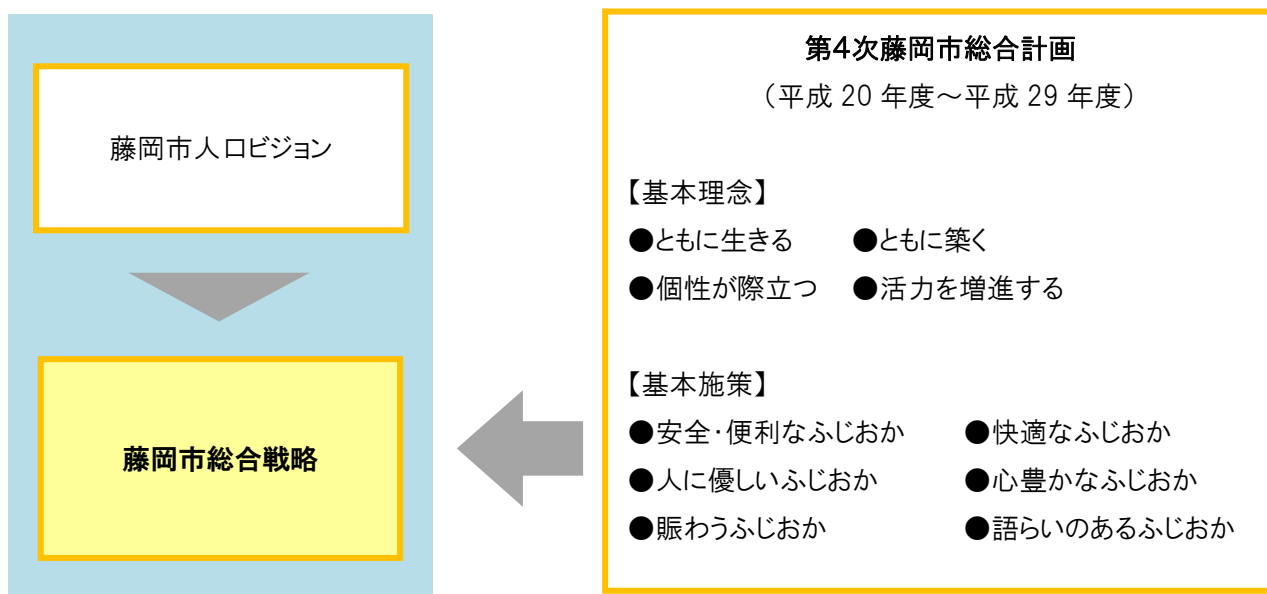 藤岡市人口ビジョン
藤岡市総合戦略
第4次藤岡市総合計画
（平成 20 年度～平成 29 年度）
【基本理念】
●ともに生きる ●ともに築く
●個性が際立つ ●活力を増進する
【基本施策】
●安全・便利なふじおか ●快適なふじおか
●人に優しいふじおか ●心豊かなふじおか
●賑わうふじおか ●語らいのあるふじおか